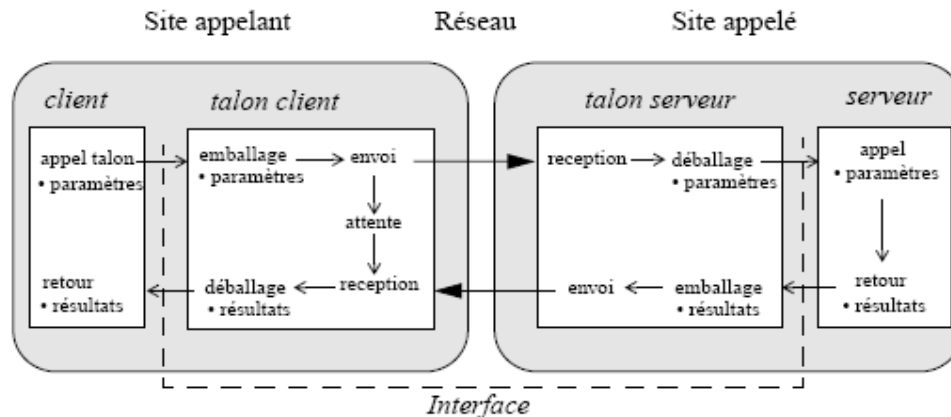 Site appelant
Réseau
Site appelé
client
talon client
talon serveur
serveur
appel talon
• paramètres
emballage
• paramètres
envoi
attente
reception
déballage
• résultats
retour
• résultats
reception
déballage
• paramètres
envoi
emballage
• résultats
appel
• paramètres
retour
• résultats
Interface